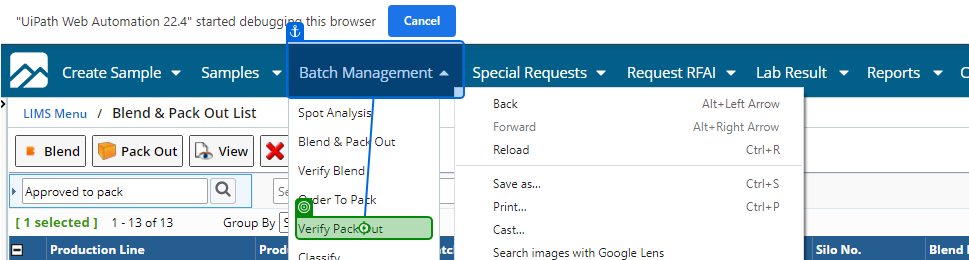 "UiPath Web Automation 22.4" started debugging this browser Cancel
Create Sample Samples Batch Management Special Requests Request RFAI Lab Result Reports
LIMS Menu / Blend & Pack Out List
Blend Pack Out View
Approved to pack
[ 1 selected ] 1 - 13 of 13 Group By
Production Line
Spot Analysis
Blend & Pack Out
Verify Blend
Order To Pack
Verify Pack Out
Classify
Back Alt+Left Arrow
Forward Alt+Right Arrow
Reload Ctrl+R
Save as... Ctrl+S
Print... Ctrl+P
Cast...
Search images with Google Lens
Silo No. Blend